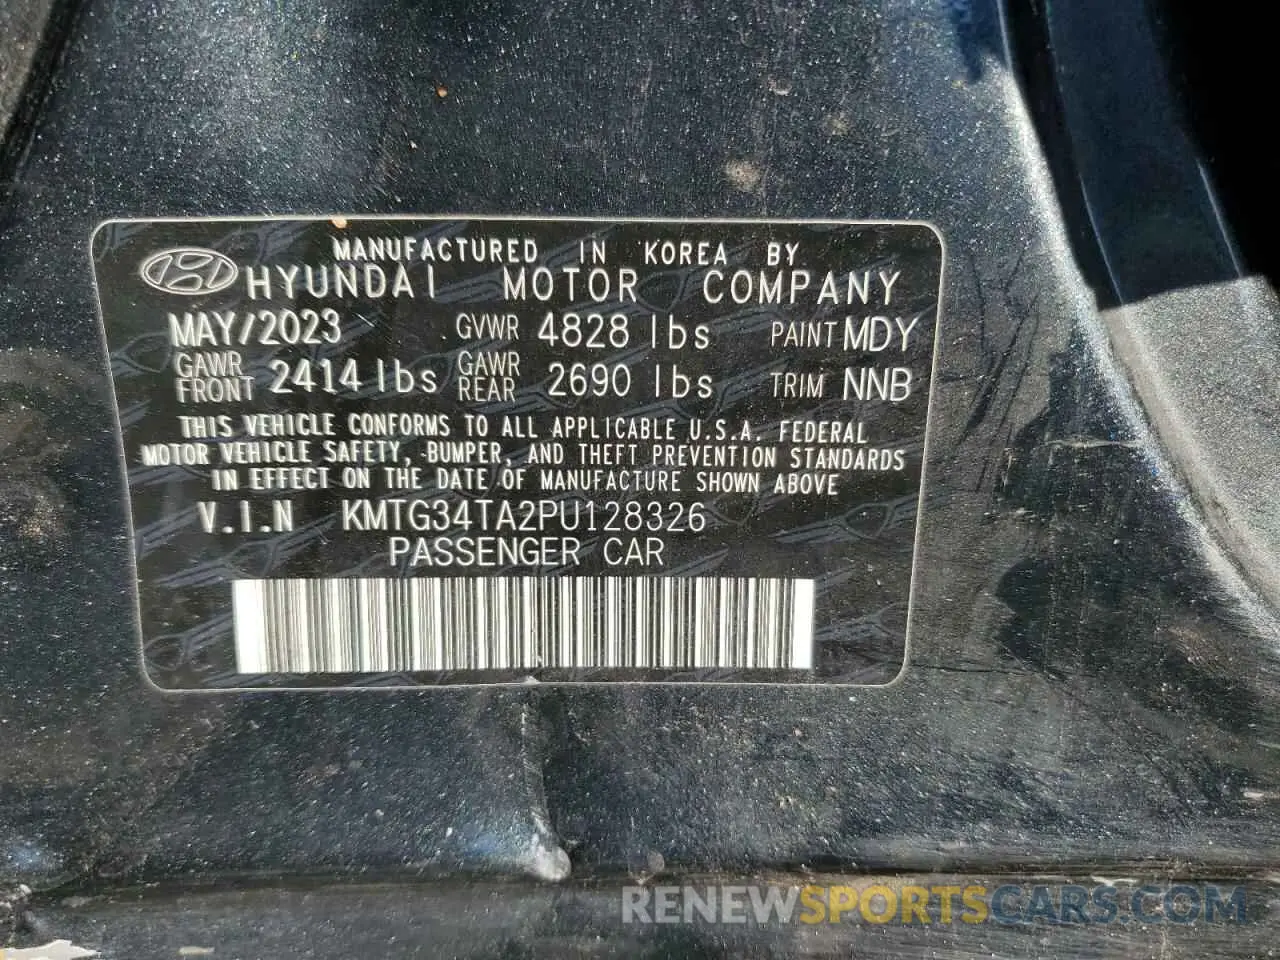 MANUFACTURED IN KOREA BY
HYUNDAI MOTOR COMPANY
MAY/2023 GVWR 4828 lbs PAINT MDY
GAWR FRONT 2414 lbs GAWR REAR 2690 lbs TRIM NNB
THIS VEHICLE CONFORMS TO ALL APPLICABLE U.S.A. FEDERAL
MOTOR VEHICLE SAFETY, BUMPER, AND THEFT PREVENTION STANDARDS
IN EFFECT ON THE DATE OF MANUFACTURE SHOWN ABOVE
V.I.N KMTG34TA2PU128326
PASSENGER CAR
RENEWSPORTSCARS.COM